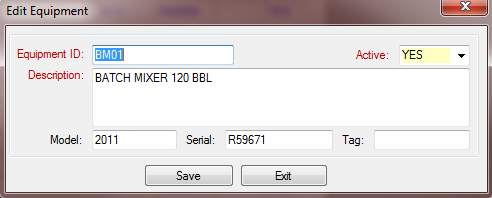 Edit Equipment
Equipment ID: BM01 Active: YES
Description: BATCH MIXER 120 BBL
Model: 2011 Serial: R59671 Tag:
Save Exit